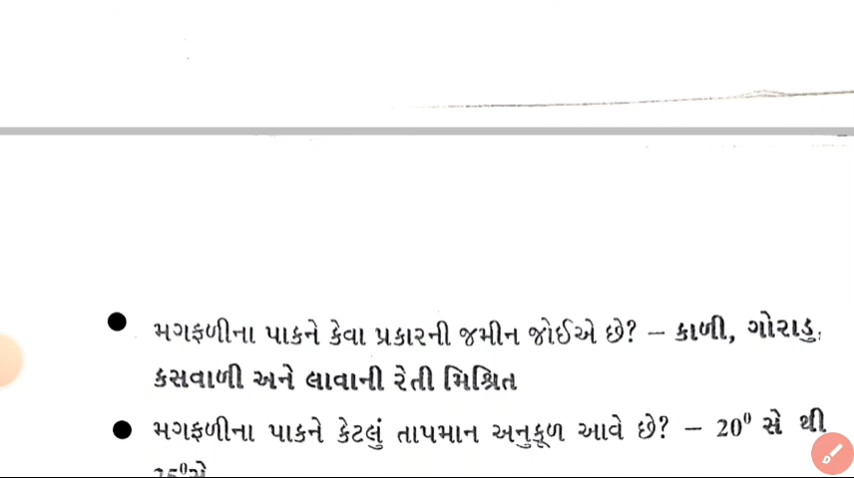 મગફળીના પાકને કેવા પ્રકારની જમીન જોઈએ છે? – કાળી, ગોરાડુ,
કસવાળી અને લાવાની રેતી મિશ્રિત
મગફળીના પાકને કેટલું તાપમાન અનુકૂળ આવે છે? – 20⁰ સે થી